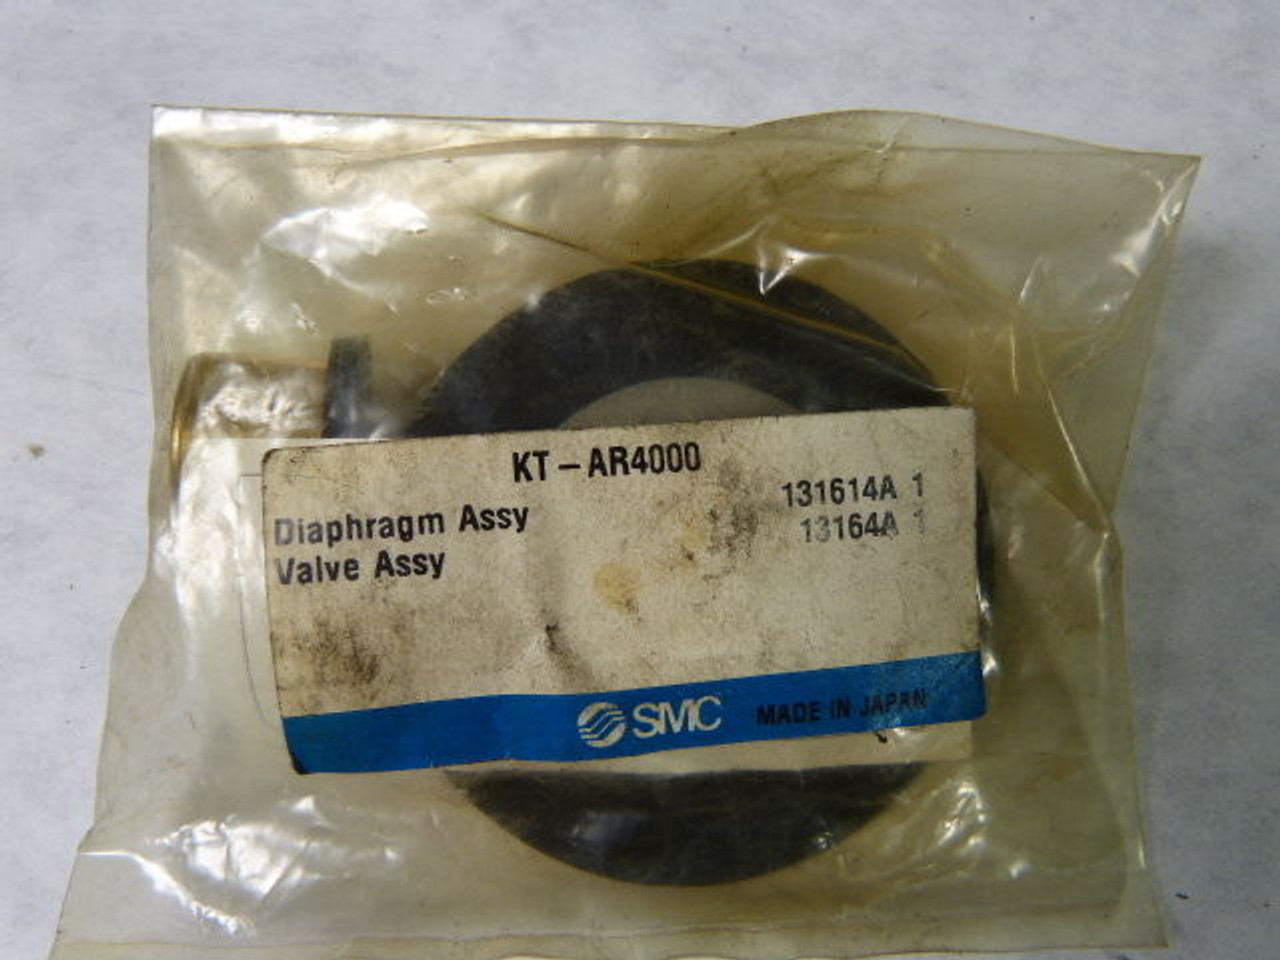 KT-AR4000
Diaphragm Assy 131614A 1
Valve Assy 13164A 1
SMC MADE IN JAPAN